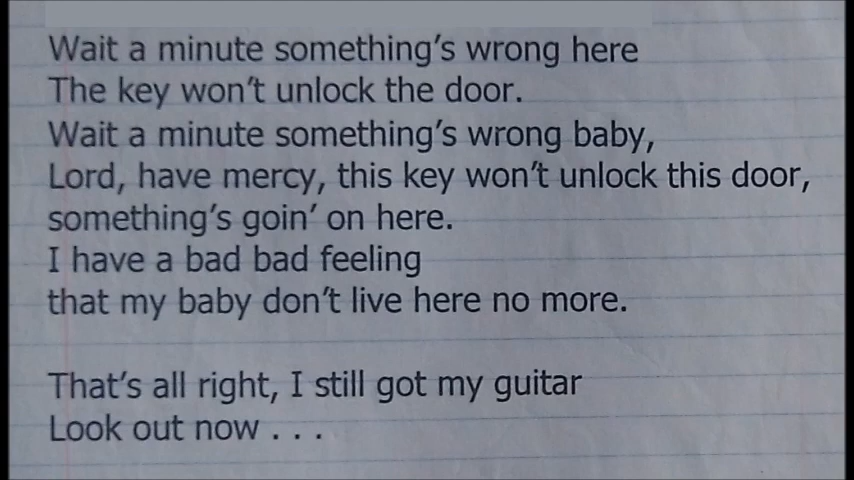 Wait a minute something's wrong here
The key won't unlock the door.
Wait a minute something's wrong baby,
Lord, have mercy, this key won't unlock this door,
something's goin' on here.
I have a bad bad feeling
that my baby don't live here no more.
That's all right, I still got my guitar
Look out now . . .